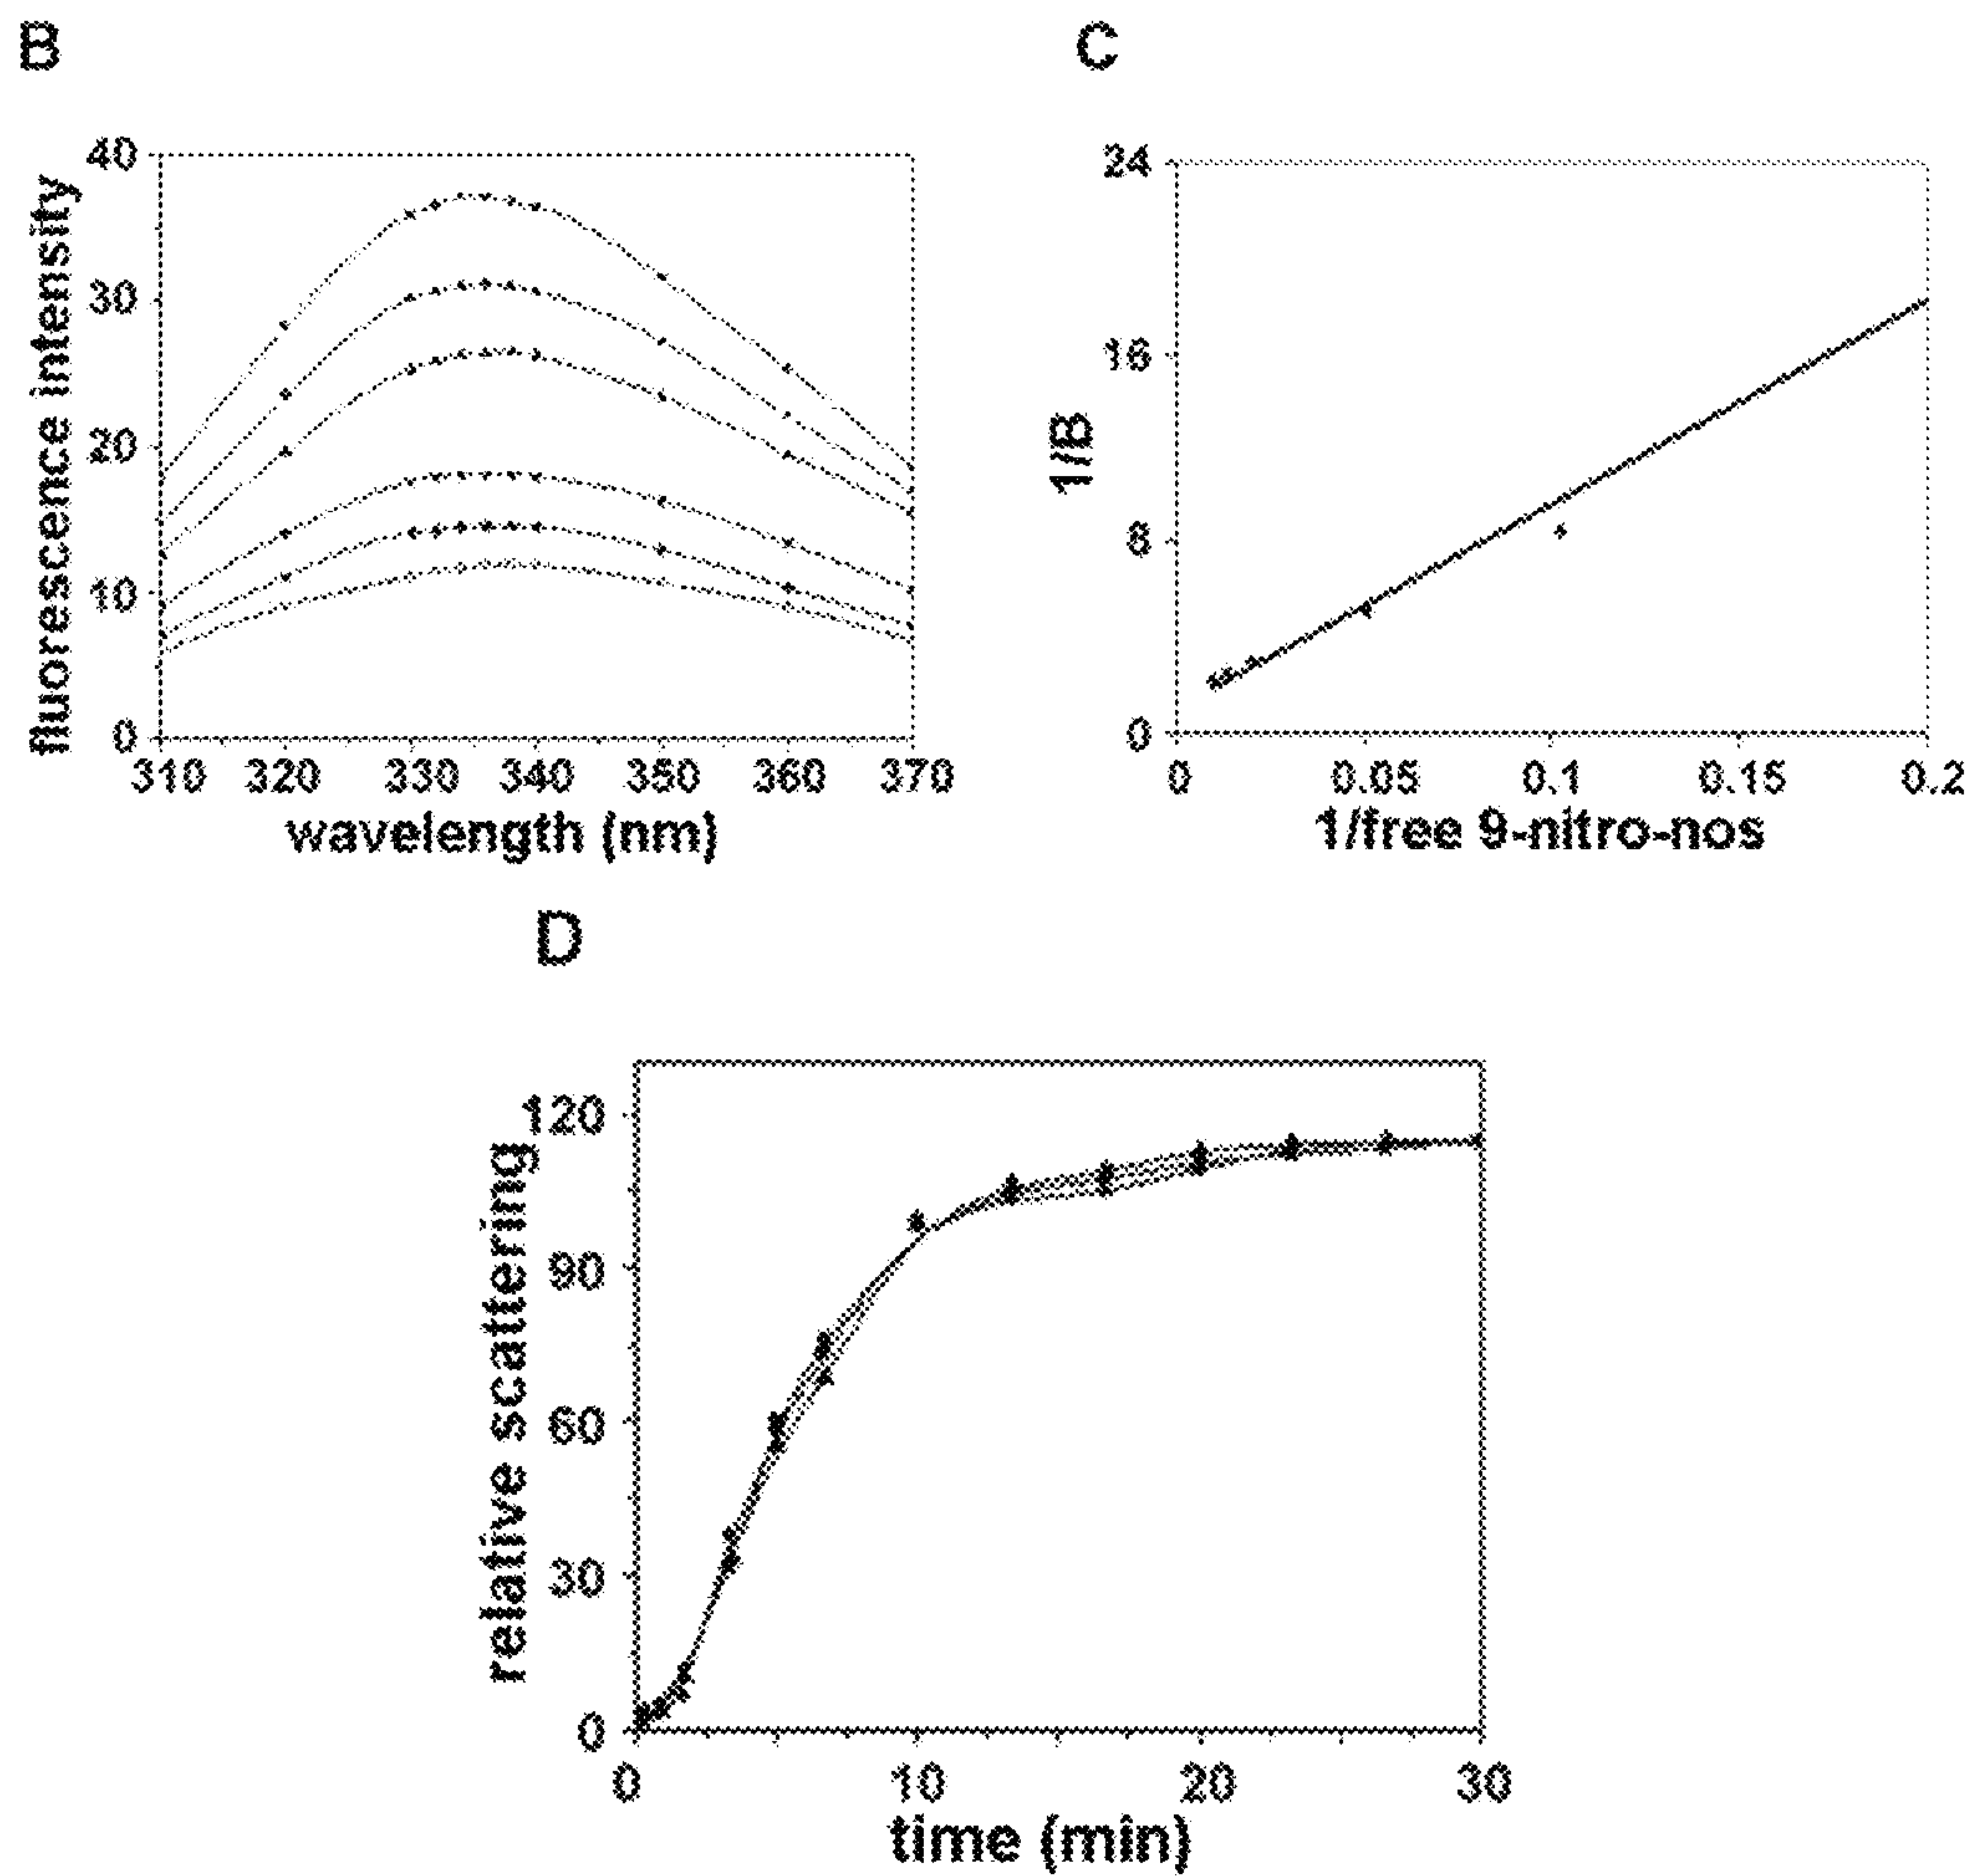 B
C
40
30
20
10
0
fluorescence intensity
310 320 330 340 350 360 370
wavelength (nm)
24
16
8
0
1/B
0 0.05 0.1 0.15 0.2
1/free 9-nitro-nos
D
120
90
60
30
0
relative scattering
0 10 20 30
time (min)